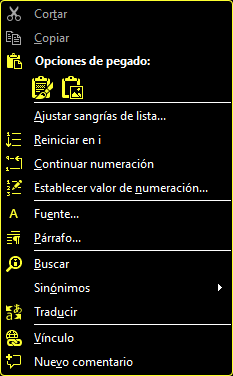 Cortar
Copiar
Opciones de pegado:
Ajustar sangrías de lista...
Reiniciar en i
Continuar numeración
Establecer valor de numeración...
Fuente...
Párrafo...
Buscar
Sinónimos
Traducir
Vínculo
Nuevo comentario